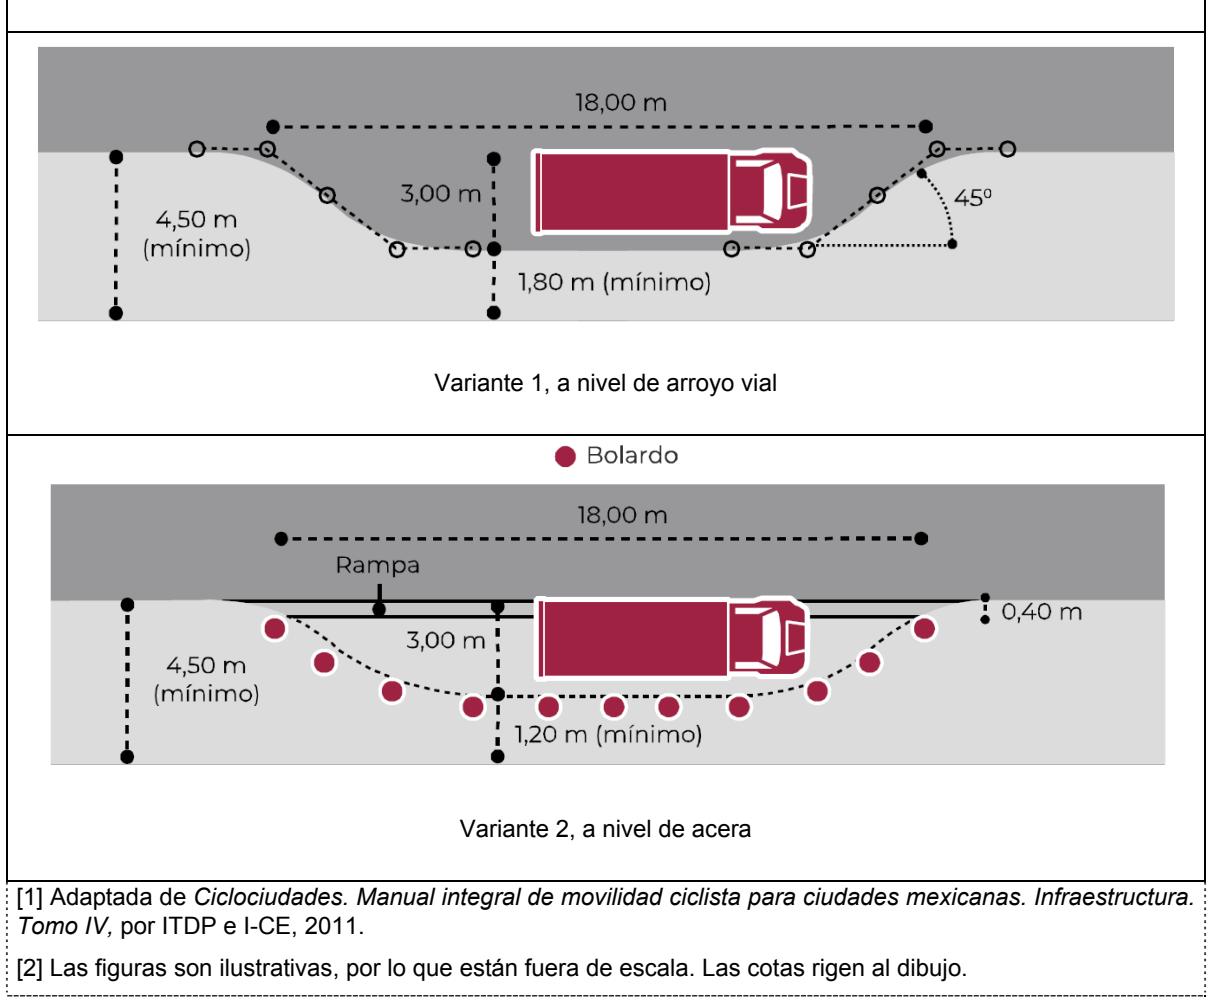 18,00 m
3,00 m
4,50 m
(mínimo)
45⁰
1,80 m (mínimo)
Variante 1, a nivel de arroyo vial
Bolardo
18,00 m
Rampa
0,40 m
3,00 m
4,50 m
(mínimo)
1,20 m (mínimo)
Variante 2, a nivel de acera
[1] Adaptada de Ciclociudades. Manual integral de movilidad ciclista para ciudades mexicanas. Infraestructura.
Tomo IV, por ITDP e I-CE, 2011.
[2] Las figuras son ilustrativas, por lo que están fuera de escala. Las cotas rigen al dibujo.